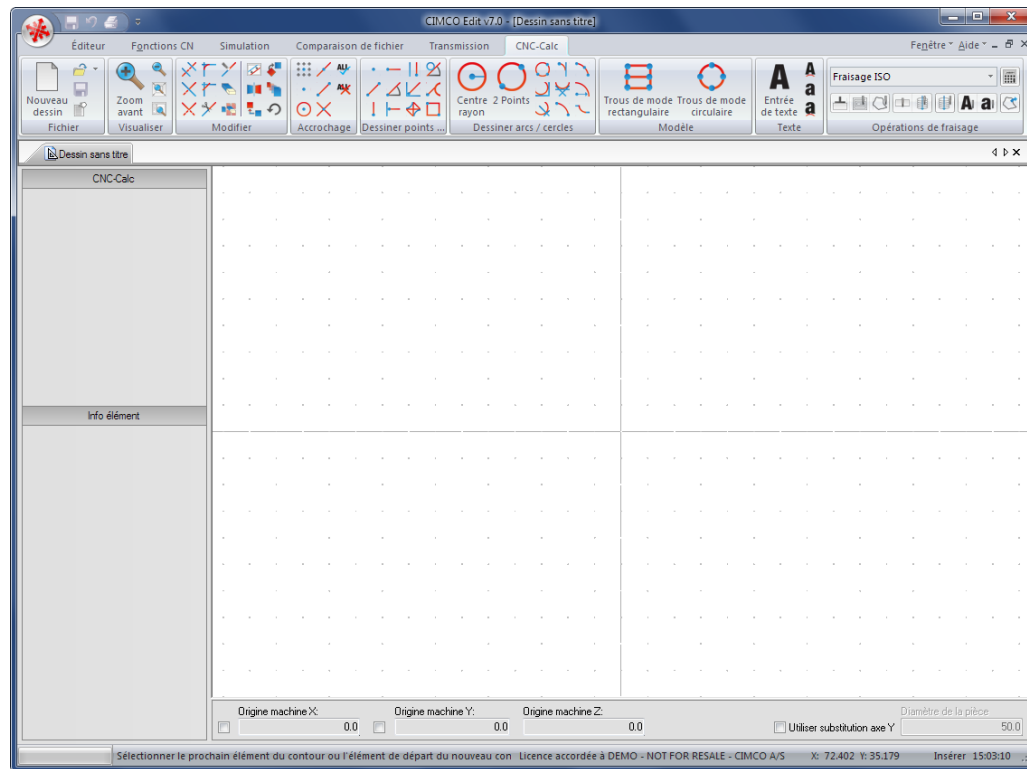 CIMCO Edit v7.0 - [Dessin sans titre]
Éditeur Fonctions CN Simulation Comparaison de fichier Transmission CNC-Calc Fenêtre Aide
Nouveau dessin
Zoom avant
ALL
ALL
Centre rayon
2 Points
Trous de mode rectangulaire
Trous de mode circulaire
A
Entrée de texte
A
a
a
Fraisage ISO
A
a
Fichier Visualiser Modifier Accrochage Dessiner points ... Dessiner arcs / cercles Modèle Texte Opérations de fraisage
Dessin sans titre
CNC-Calc
Info élément
Origine machine X: Origine machine Y: Origine machine Z: Diamètre de la pièce
0.0 0.0 0.0 Utiliser substitution axe Y 50.0
Sélectionner le prochain élément du contour ou l'élément de départ du nouveau con Licence accordée à DEMO - NOT FOR RESALE - CIMCO A/S X: 72.402 Y: 35.179 Insérer 15:03:10